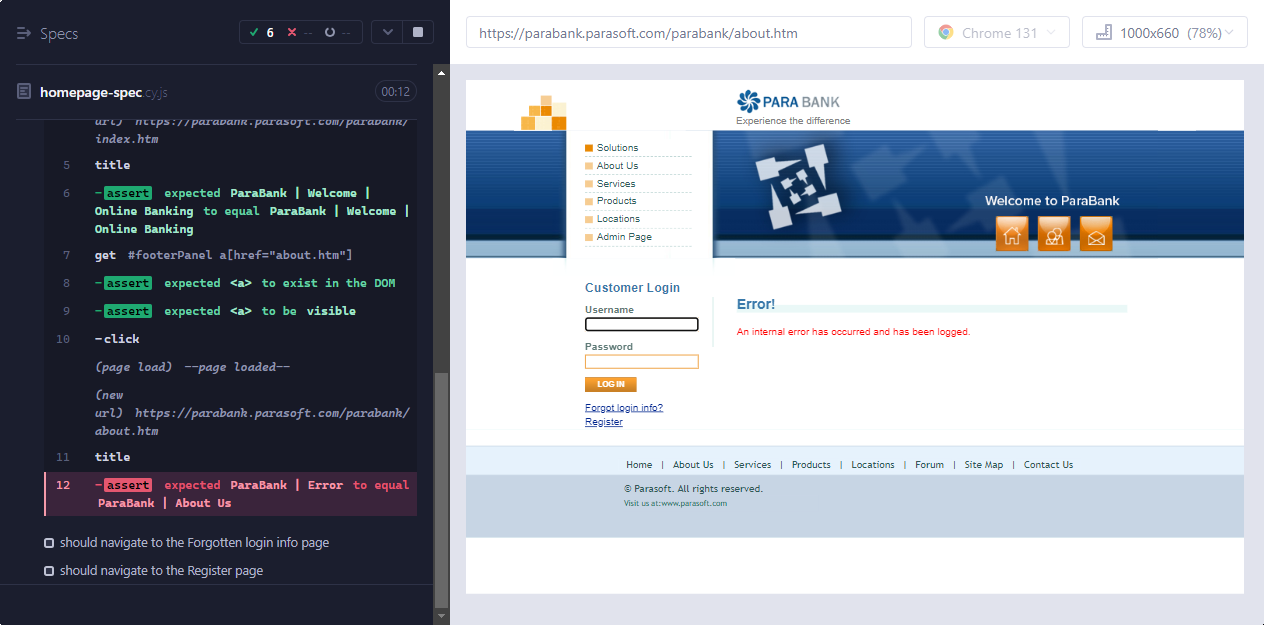 Specs
6
--
--
homepage-spec.cy.js
00:12
url) https://parabank.parasoft.com/parabank/
index.htm
5 title
6 -assert expected ParaBank | Welcome |
Online Banking to equal ParaBank | Welcome |
Online Banking
7 get #footerPanel a[href="about.htm"]
8 -assert expected <a> to exist in the DOM
9 -assert expected <a> to be visible
10 -click
(page load) --page loaded--
(new
url) https://parabank.parasoft.com/parabank/
about.htm
11 title
12 -assert expected ParaBank | Error to equal
ParaBank | About Us
should navigate to the Forgotten login info page
should navigate to the Register page
https://parabank.parasoft.com/parabank/about.htm
Chrome 131
1000x660 (78%)
PARA BANK
Experience the difference
Solutions
About Us
Services
Products
Locations
Admin Page
Welcome to ParaBank
Customer Login
Username
Password
LOG IN
Forgot login info?
Register
Error!
An internal error has occurred and has been logged.
Home | About Us | Services | Products | Locations | Forum | Site Map | Contact Us
© Parasoft. All rights reserved.
Visit us at:www.parasoft.com